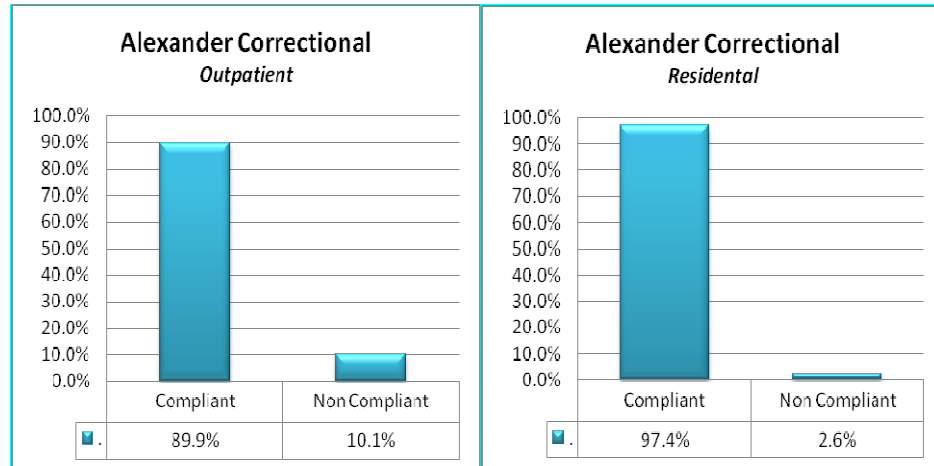 Alexander Correctional
Outpatient
100.0%
90.0%
80.0%
70.0%
60.0%
50.0%
40.0%
30.0%
20.0%
10.0%
0.0%
Compliant Non Compliant
. 89.9% 10.1%
Alexander Correctional
Residental
100.0%
90.0%
80.0%
70.0%
60.0%
50.0%
40.0%
30.0%
20.0%
10.0%
0.0%
Compliant Non Compliant
. 97.4% 2.6%